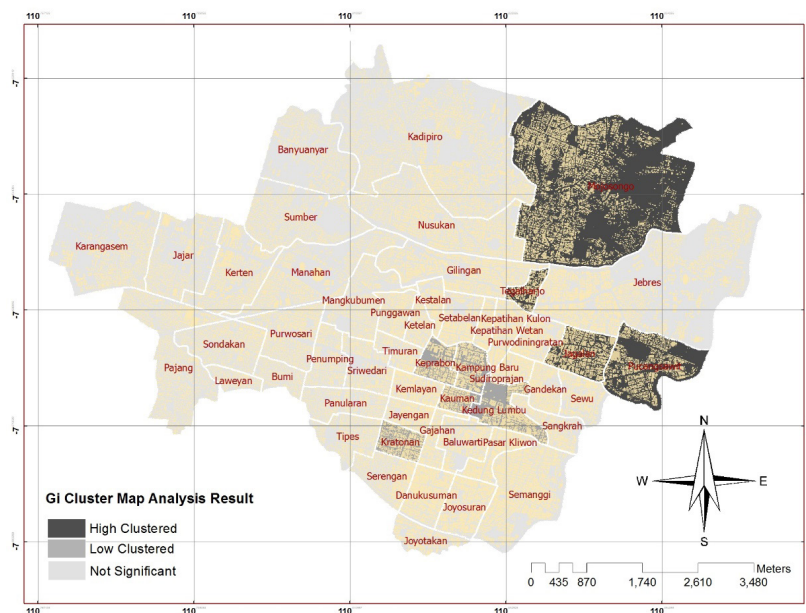 110 110 110 110 110
-7
-7
-7
-7
-7
Kadipiro
Banyuanyar
Mojosongo
Sumber
Nusukan
Karangasem
Jajar
Kerten
Manahan
Gilingan
Jebres
Tegalharjo
Mangkubumen
Kestalan
Punggawan
Setabelan
Kepatihan Kulon
Ketelan
Kepatihan Wetan
Purwosari
Purwodiningratan
Sondakan
Timuran
Jagalan
Penumping
Keprabon
Kampung Baru
Pucangsawit
Pajang
Sriwedari
Sudiroprajan
Laweyan
Bumi
Kemlayan
Gandekan
Panularan
Kauman
Sewu
Kedung Lumbu
Jayengan
Tipes
Gajahan
Sangkrah
Kratonan
Baluwarti
Pasar Kliwon
Serengan
Danukusuman
Semanggi
Joyosuran
Joyotakan
N
W E
S
Gi Cluster Map Analysis Result
High Clustered
Low Clustered
Not Significant
Meters
0 435 870 1,740 2,610 3,480
110 110 110 110 110